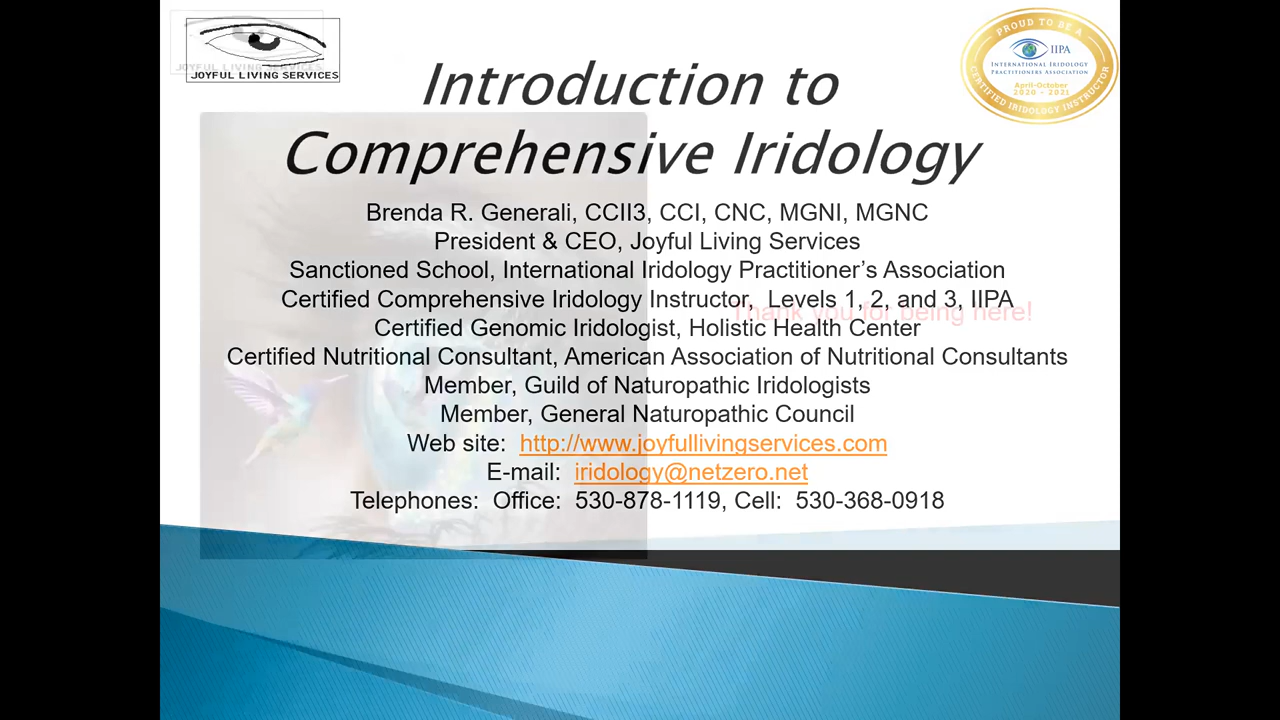 JOYFUL LIVING SERVICES
JOYFUL LIVING SERVICES
PROUD TO BE A
IIPA
INTERNATIONAL IRIDOLOGY
PRACTITIONERS ASSOCIATION
April-October
2020 - 2021
CERTIFIED IRIDOLOGY INSTRUCTOR
Introduction to
Comprehensive Iridology
Brenda R. Generali, CCII3, CCI, CNC, MGNI, MGNC
President & CEO, Joyful Living Services
Sanctioned School, International Iridology Practitioner's Association
Certified Comprehensive Iridology Instructor,  Levels 1, 2, and 3, IIPA
Thank you for being here!
Certified Genomic Iridologist, Holistic Health Center
Certified Nutritional Consultant, American Association of Nutritional Consultants
Member, Guild of Naturopathic Iridologists
Member, General Naturopathic Council
Web site:  http://www.joyfullivingservices.com
E-mail:  iridology@netzero.net
Telephones:  Office:  530-878-1119, Cell:  530-368-0918